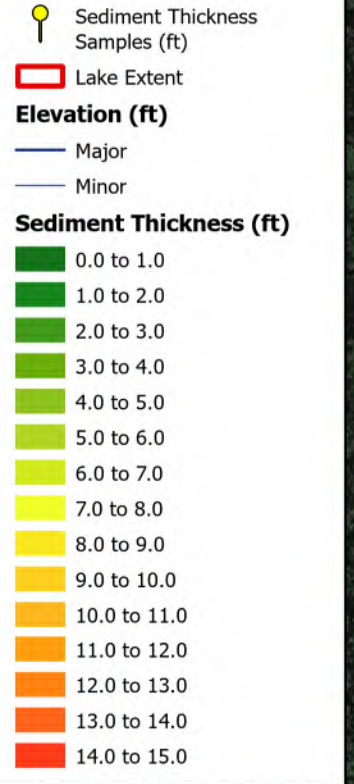 Sediment Thickness
Samples (ft)
Lake Extent
Elevation (ft)
Major
Minor
Sediment Thickness (ft)
0.0 to 1.0
1.0 to 2.0
2.0 to 3.0
3.0 to 4.0
4.0 to 5.0
5.0 to 6.0
6.0 to 7.0
7.0 to 8.0
8.0 to 9.0
9.0 to 10.0
10.0 to 11.0
11.0 to 12.0
12.0 to 13.0
13.0 to 14.0
14.0 to 15.0